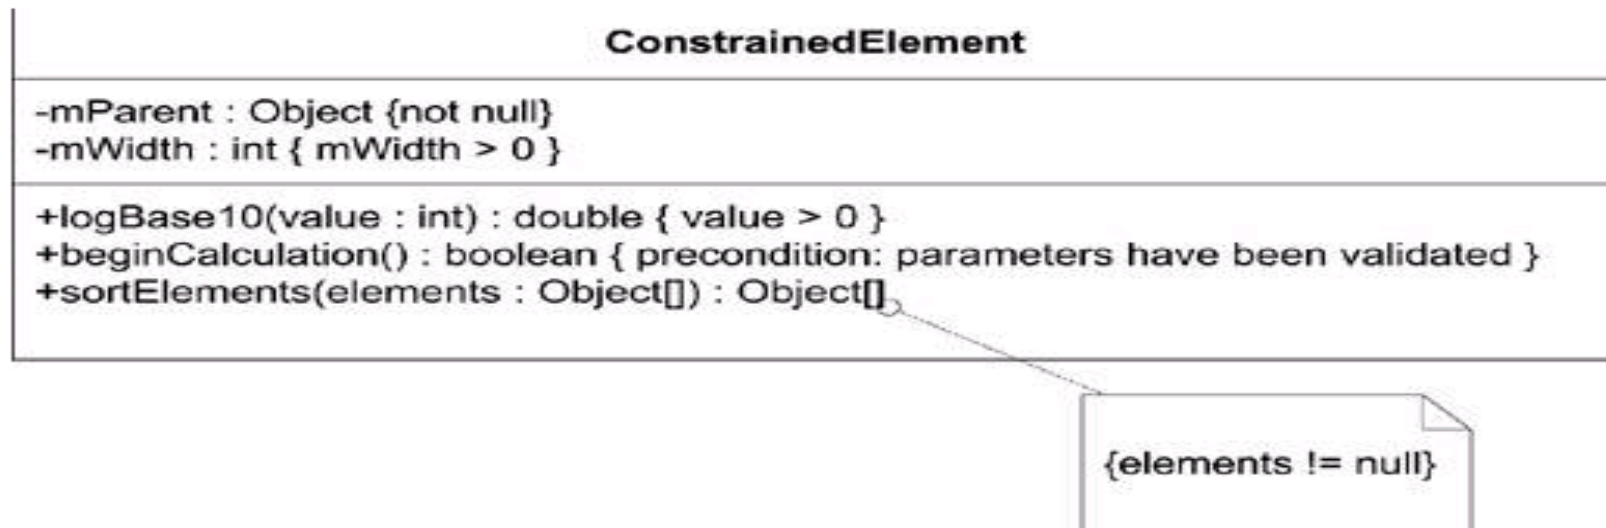 ConstrainedElement
-mParent : Object {not null}
-mWidth : int { mWidth > 0 }
+logBase10(value : int) : double { value > 0 }
+beginCalculation() : boolean { precondition: parameters have been validated }
+sortElements(elements : Object[]) : Object[]
{elements != null}